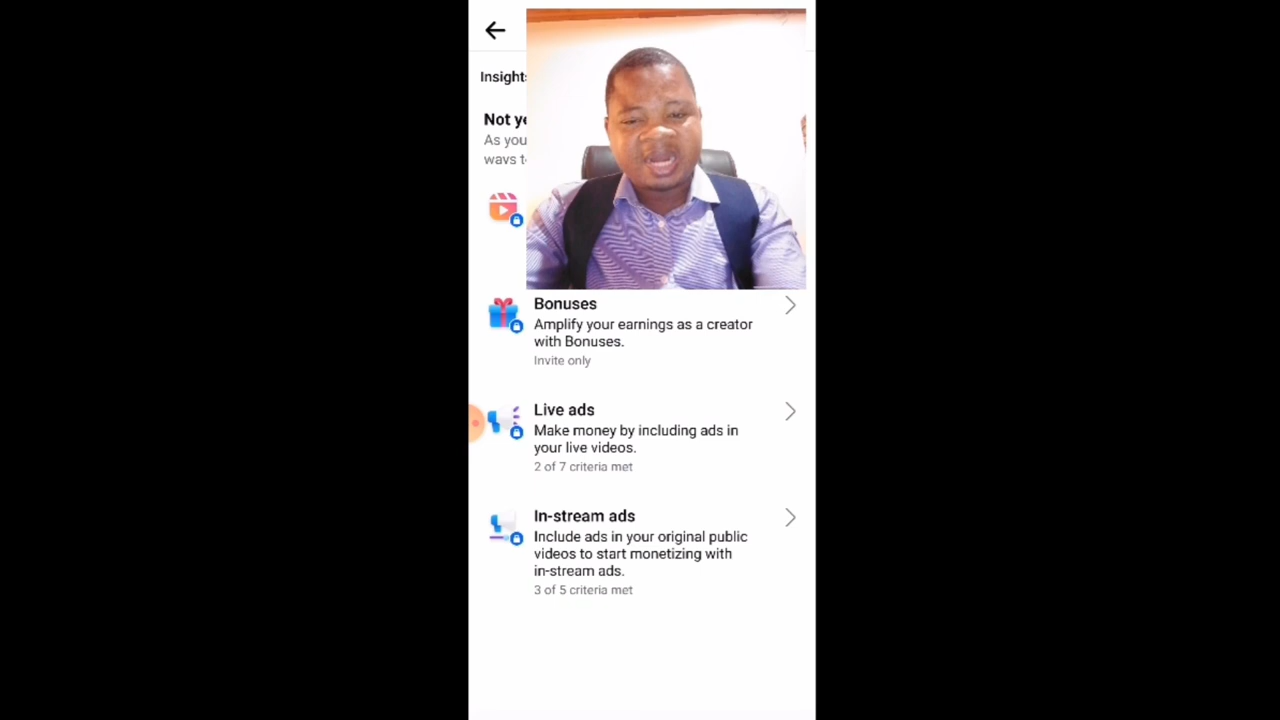 Insight
Not ye
As you
ways t
Bonuses
Amplify your earnings as a creator
with Bonuses.
Invite only
Live ads
Make money by including ads in
your live videos.
2 of 7 criteria met
In-stream ads
Include ads in your original public
videos to start monetizing with
in-stream ads.
3 of 5 criteria met